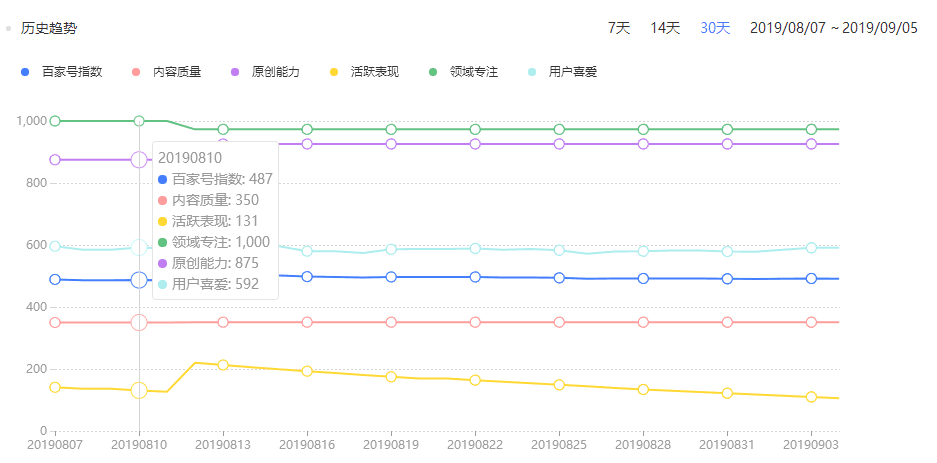 历史趋势 7天 14天 30天 2019/08/07 ~ 2019/09/05
百家号指数 内容质量 原创能力 活跃表现 领域专注 用户喜爱
1,000
20190810
800
百家号指数: 487
内容质量: 350
活跃表现: 131
600
领域专注: 1,000
原创能力: 875
用户喜爱: 592
400
200
0
20190807 20190810 20190813 20190816 20190819 20190822 20190825 20190828 20190831 20190903